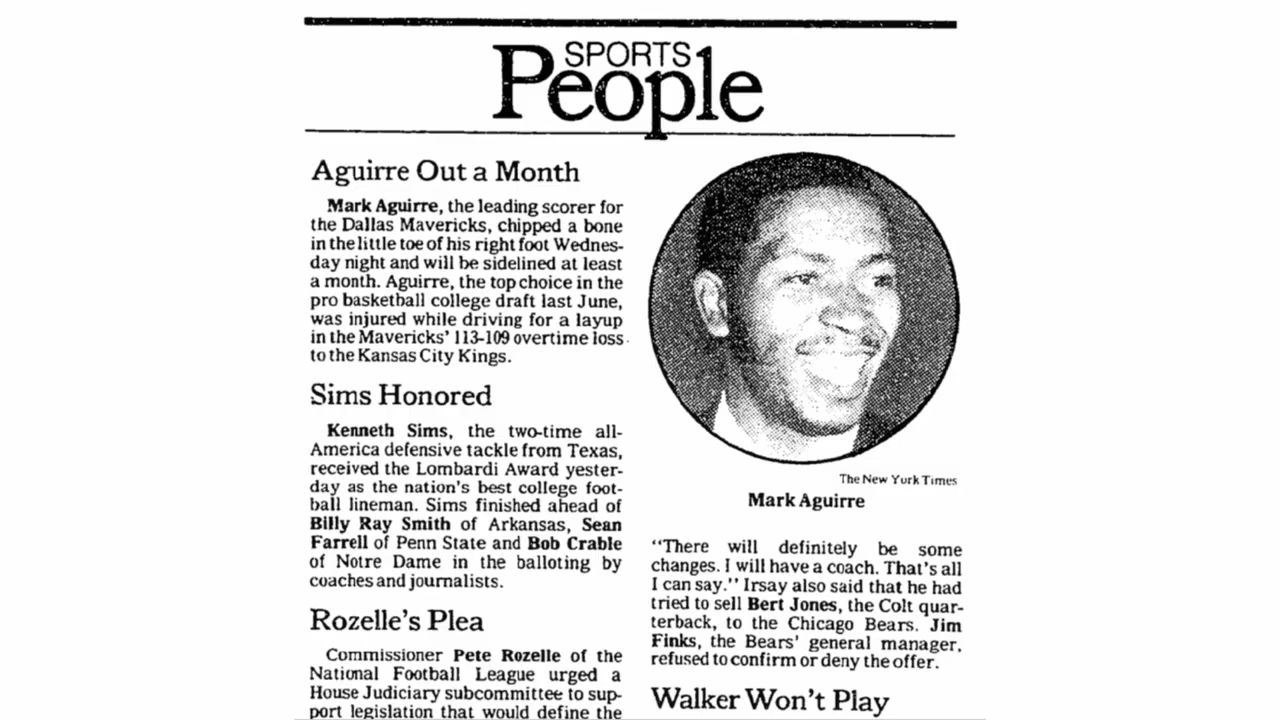 SPORTS
People
Aguirre Out a Month
Mark Aguirre, the leading scorer for
the Dallas Mavericks, chipped a bone
in the little toe of his right foot Wednes-
day night and will be sidelined at least
a month. Aguirre, the top choice in the
pro basketball college draft last June,
was injured while driving for a layup
in the Mavericks' 113-109 overtime loss
to the Kansas City Kings.
Sims Honored
Kenneth Sims, the two-time all-
America defensive tackle from Texas,
received the Lombardi Award yester-
day as the nation's best college foot-
ball lineman. Sims finished ahead of
Billy Ray Smith of Arkansas, Sean
Farrell of Penn State and Bob Crable
of Notre Dame in the balloting by
coaches and journalists.
Rozelle's Plea
Commissioner Pete Rozelle of the
National Football League urged a
House Judiciary subcommittee to sup-
port legislation that would define the
The New York Times
Mark Aguirre
"There will definitely be some
changes. I will have a coach. That's all
I can say." Irsay also said that he had
tried to sell Bert Jones, the Colt quar-
terback, to the Chicago Bears. Jim
Finks, the Bears' general manager,
refused to confirm or deny the offer.
Walker Won't Play